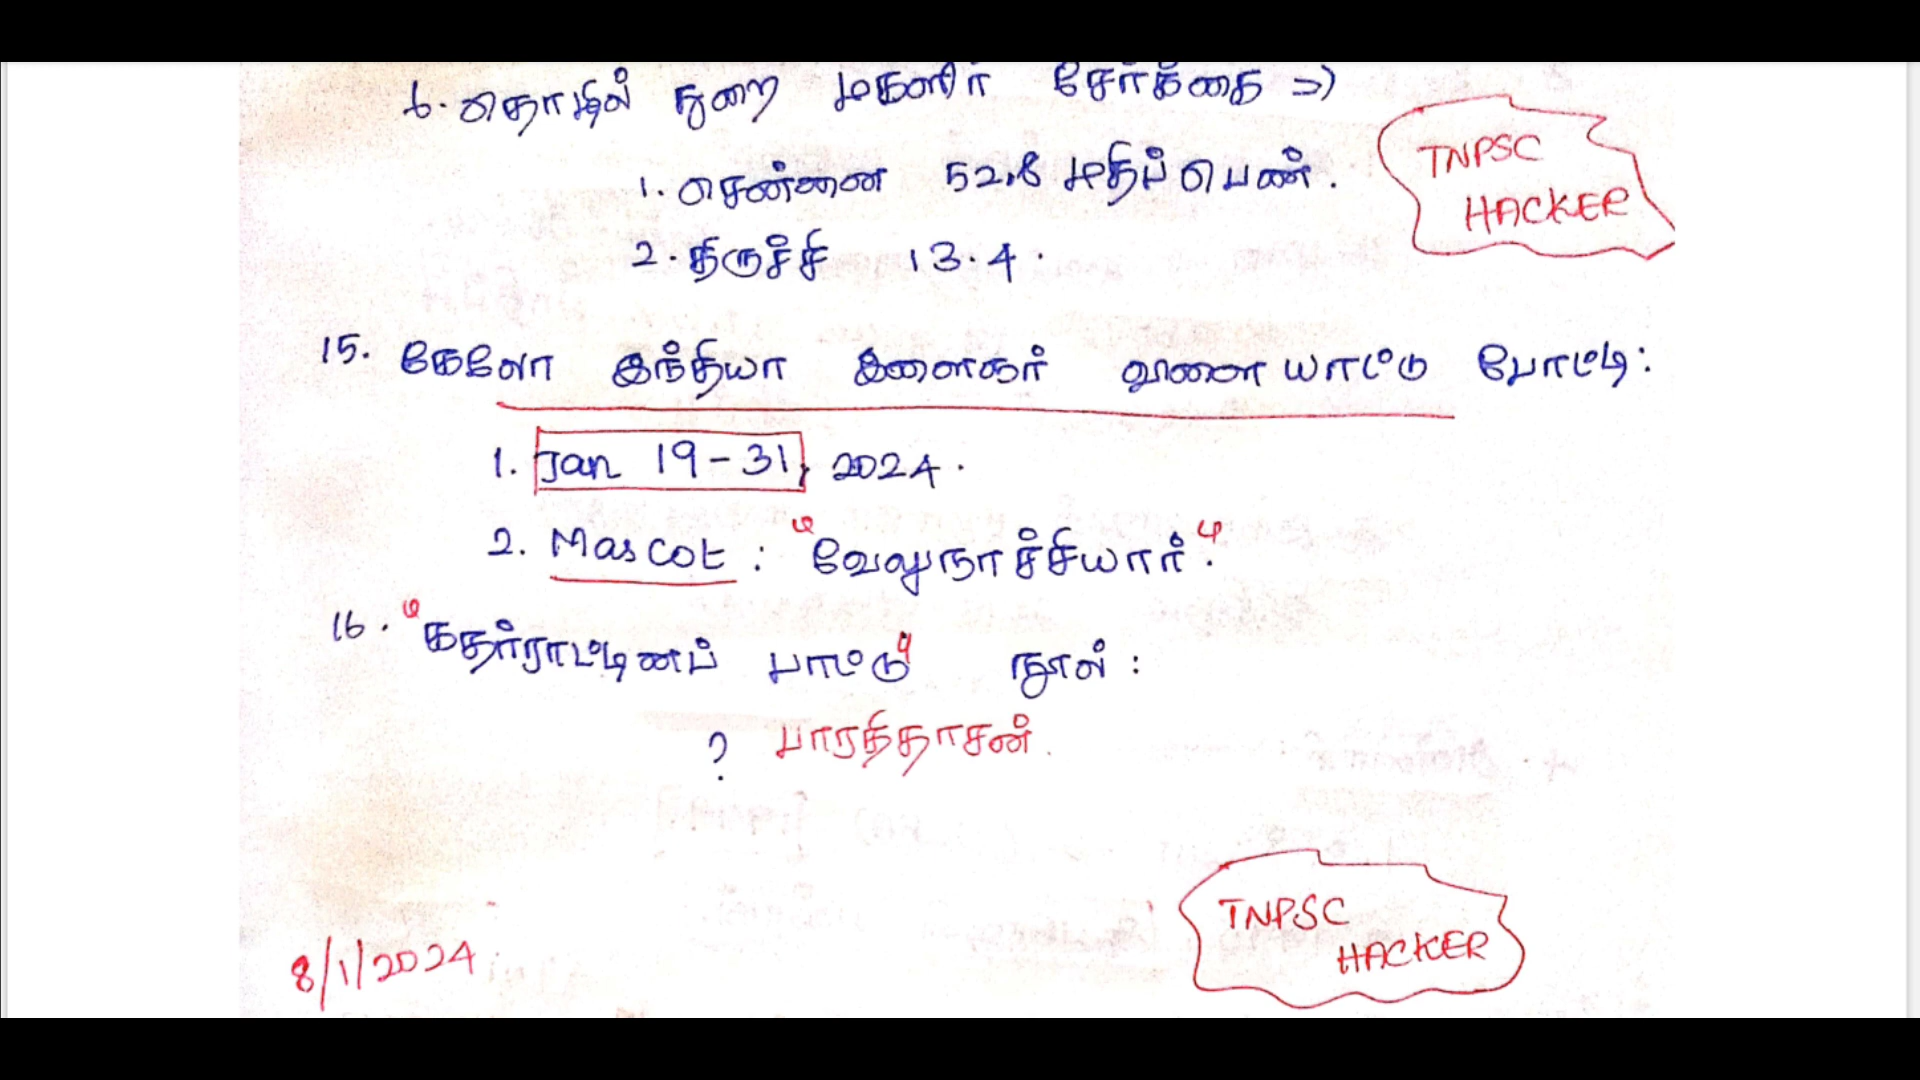 6. தொழில் துறை மகளிர் சேர்க்கை =>
TNPSC
HACKER
1. சென்னை 52.8 மதிப்பெண்.
2. திருச்சி 13.4.
15. கேலோ இந்தியா இளைஞர் விளையாட்டு போட்டி:
1. Jan 19-31, 2024.
2. Mascot: "வேலுநாச்சியார்".
16. "கதர்ராட்டினப் பாட்டு" நூல்:
? பாரதிதாசன்.
TNPSC
HACKER
8/1/2024